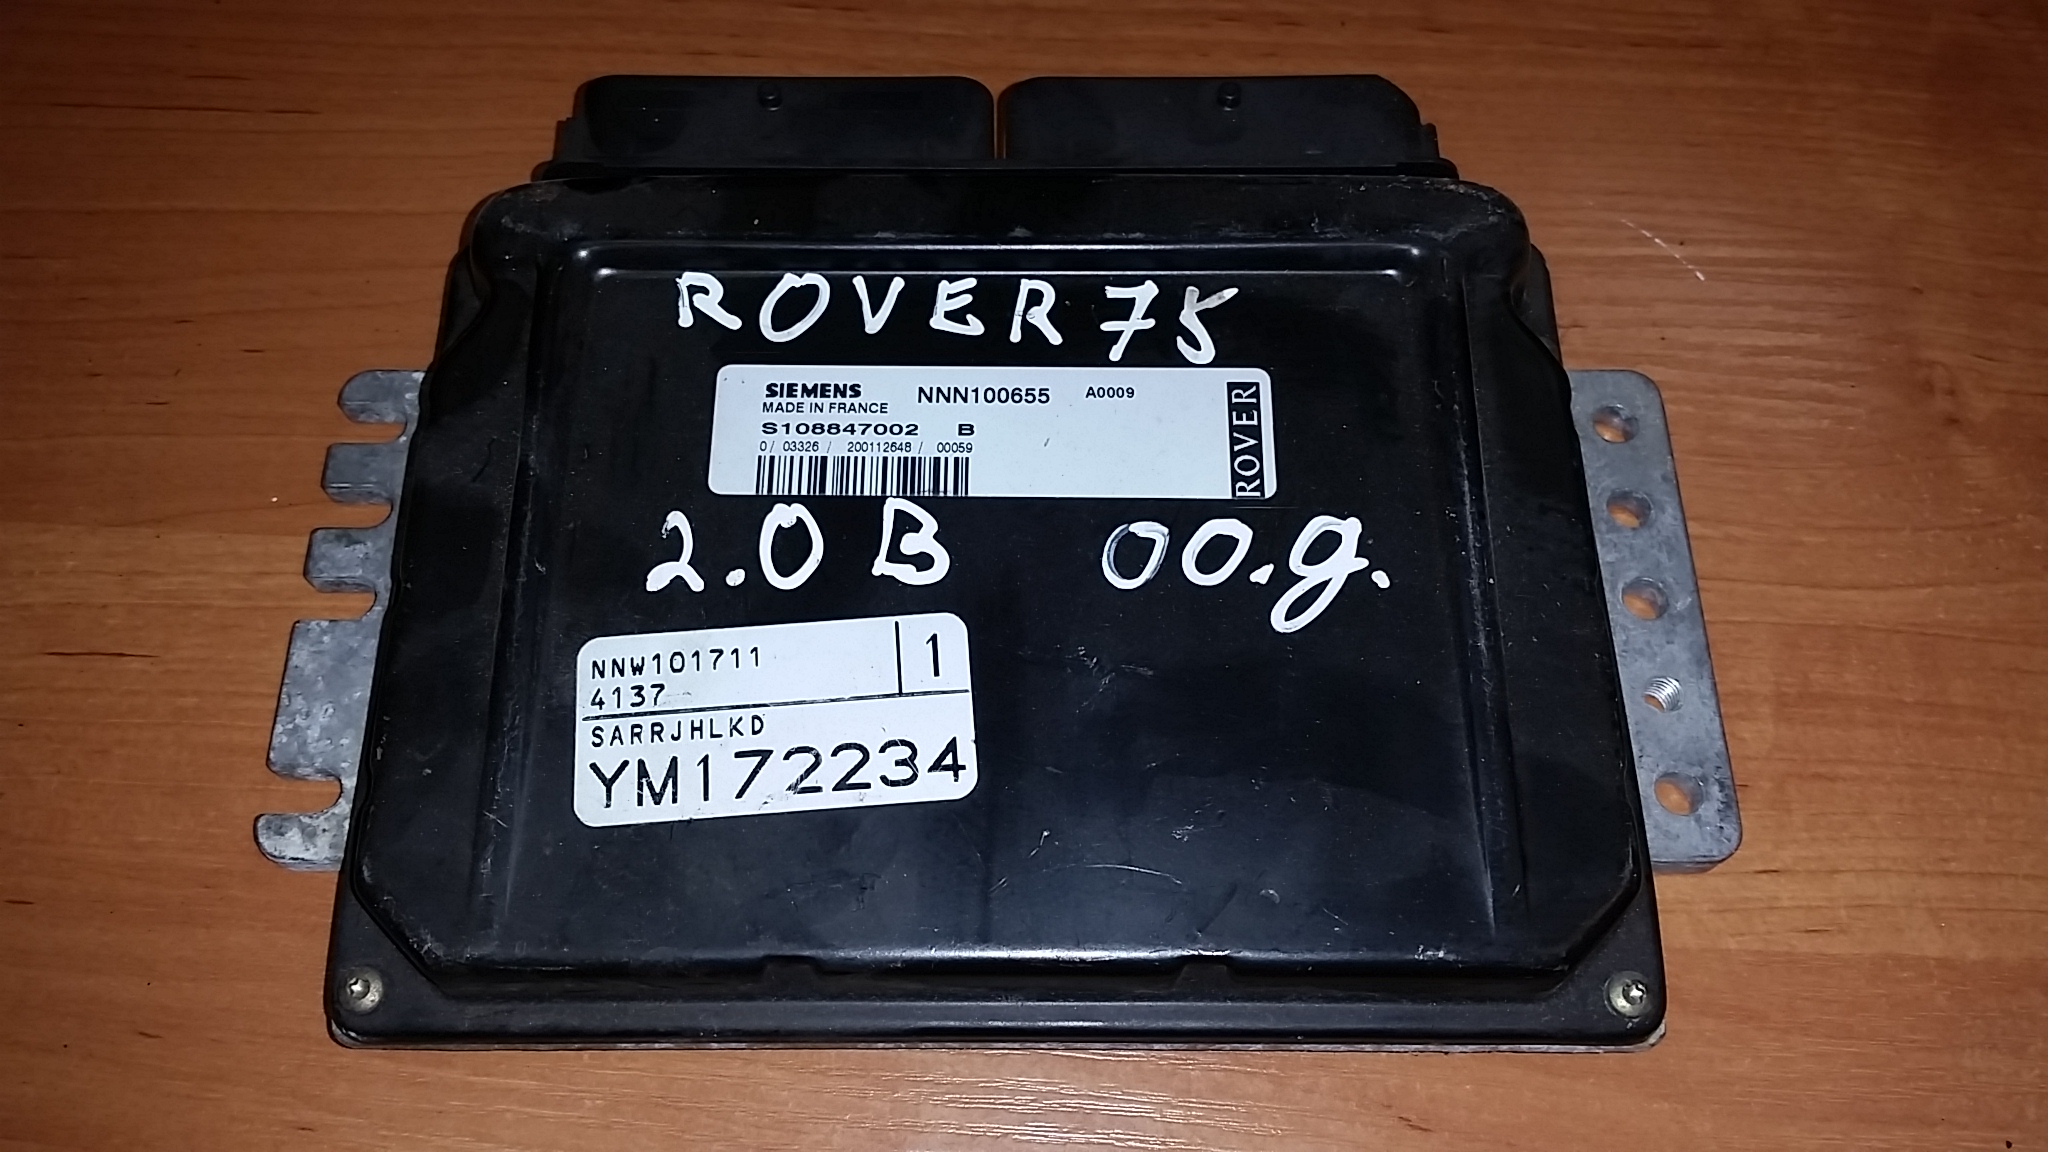 ROVER 75
SIEMENS NNN100655 A0009
MADE IN FRANCE
S108847002 B
0/ 03326 / 200112648 / 00059
ROVER
2.0 B 00.g.
NNW101711 1
4137
SARRJHLKD
YM172234